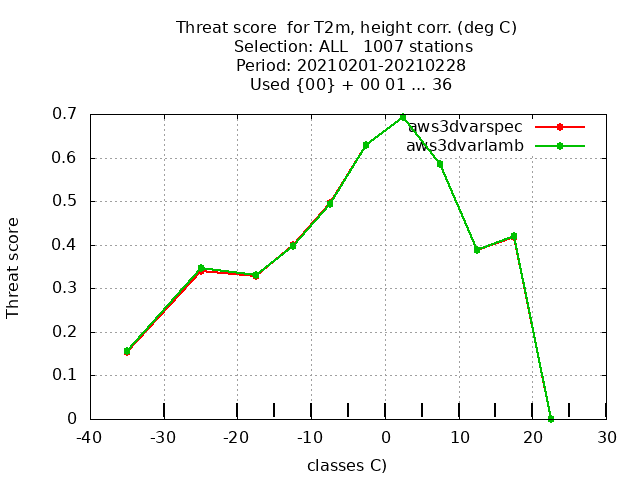 Threat score  for T2m, height corr. (deg C)
Selection: ALL   1007 stations
Period: 20210201-20210228
Used {00} + 00 01 ... 36
aws3dvarspec
aws3dvarlamb
Threat score
0.7
0.6
0.5
0.4
0.3
0.2
0.1
0
-40 -30 -20 -10 0 10 20 30
classes C)